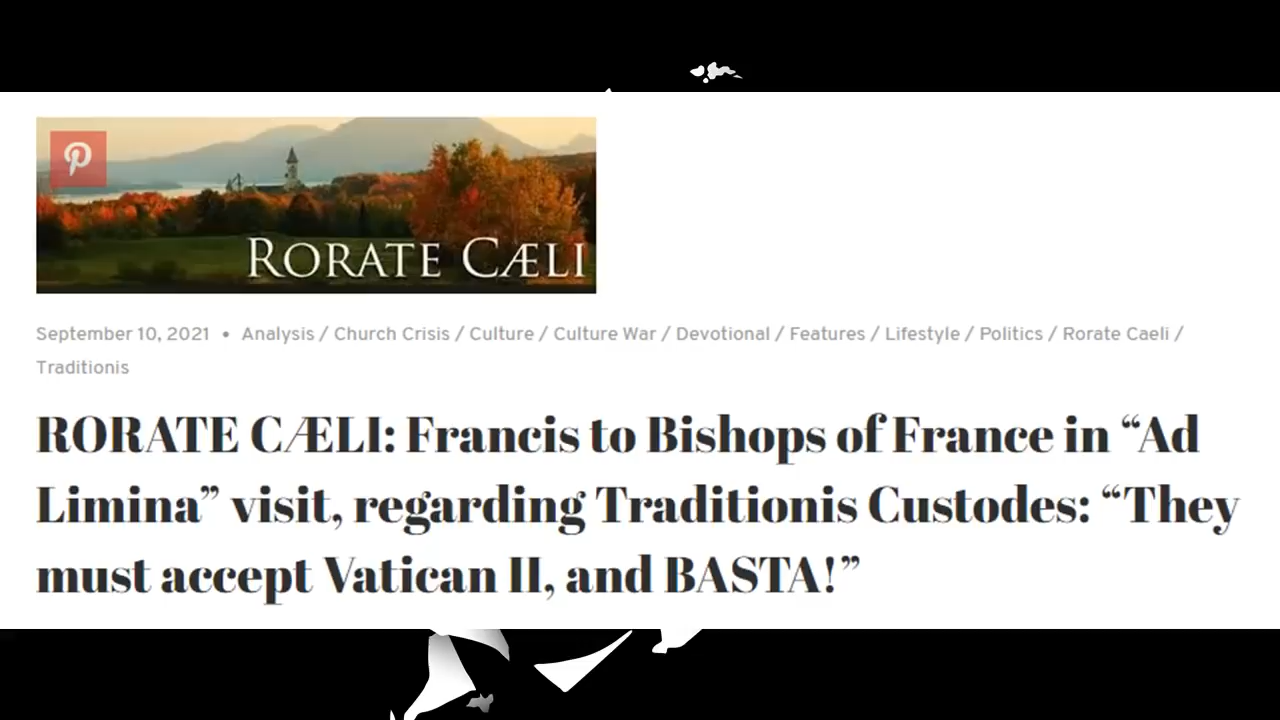 RORATE CÆLI
September 10, 2021 • Analysis / Church Crisis / Culture / Culture War / Devotional / Features / Lifestyle / Politics / Rorate Caeli /
Traditionis
RORATE CÆLI: Francis to Bishops of France in “Ad
Limina” visit, regarding Traditionis Custodes: “They
must accept Vatican II, and BASTA!”